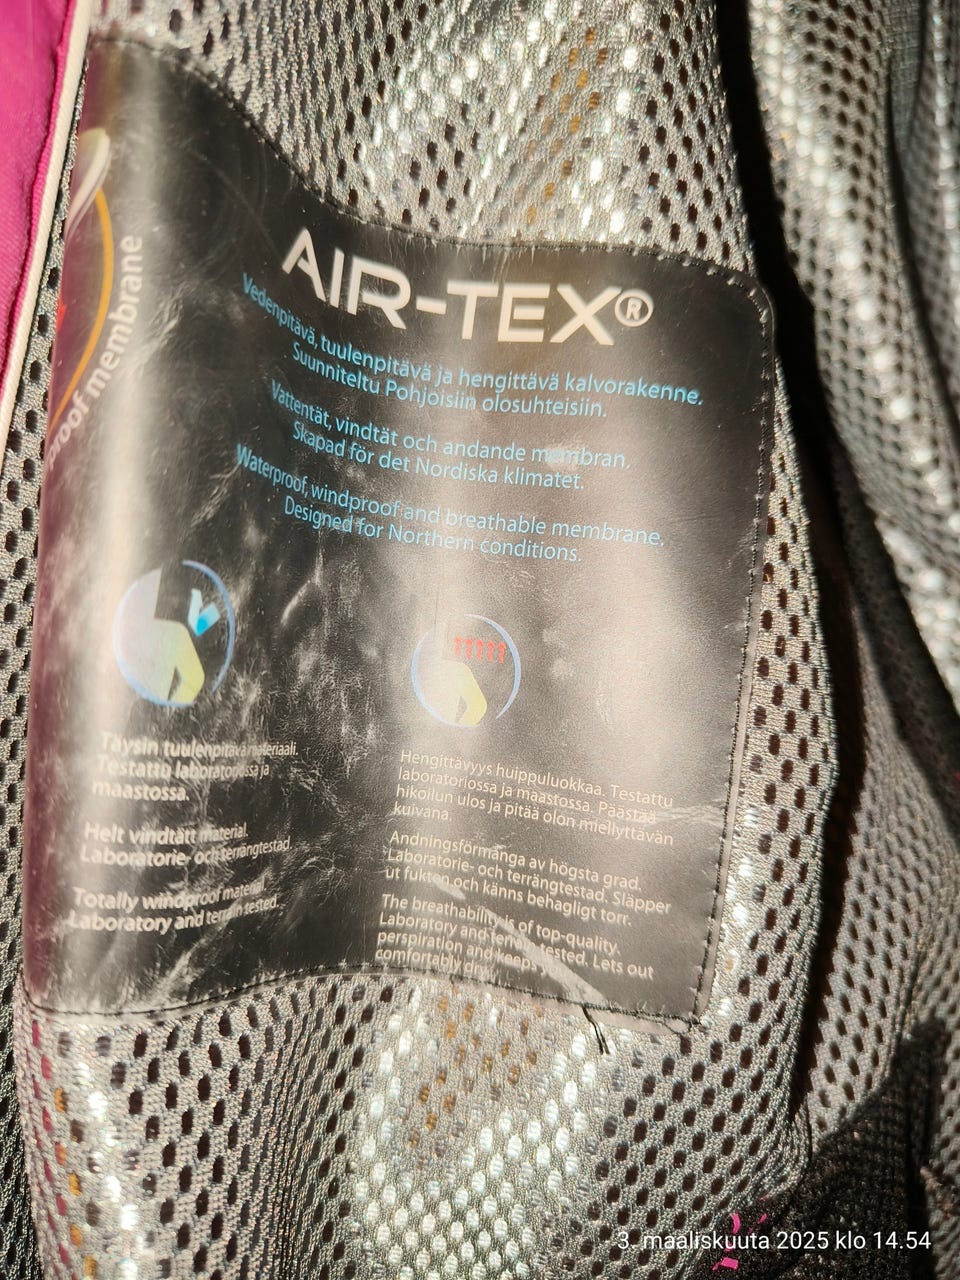 proof membrane
AIR-TEX®
Vedenpitävä, tuulenpitävä ja hengittävä kalvorakenne.
Suunniteltu Pohjoisiin olosuhteisiin.
Vattentät, vindtät och andande membran.
Skapad för det Nordiska klimatet.
Waterproof, windproof and breathable membrane.
Designed for Northern conditions.
Täysin tuulenpitävä materiaali.
Testattu laboratoriossa ja
maastossa.
Helt vindtätt material.
Laboratorie- och terrängtestad.
Totally windproof material.
Laboratory and terrain tested.
Hengittävyys huippuluokkaa. Testattu
laboratoriossa ja maastossa. Päästää
hikoilun ulos ja pitää olon miellyttävän
kuivana.
Andningsförmånga av högsta grad.
Laboratorie- och terrängtestad. Släpper
ut fukten och känns behagligt torr.
The breathability is of top-quality.
Laboratory and terrain tested. Lets out
perspiration and keeps
comfortably dry.
3. maaliskuuta 2025 klo 14.54